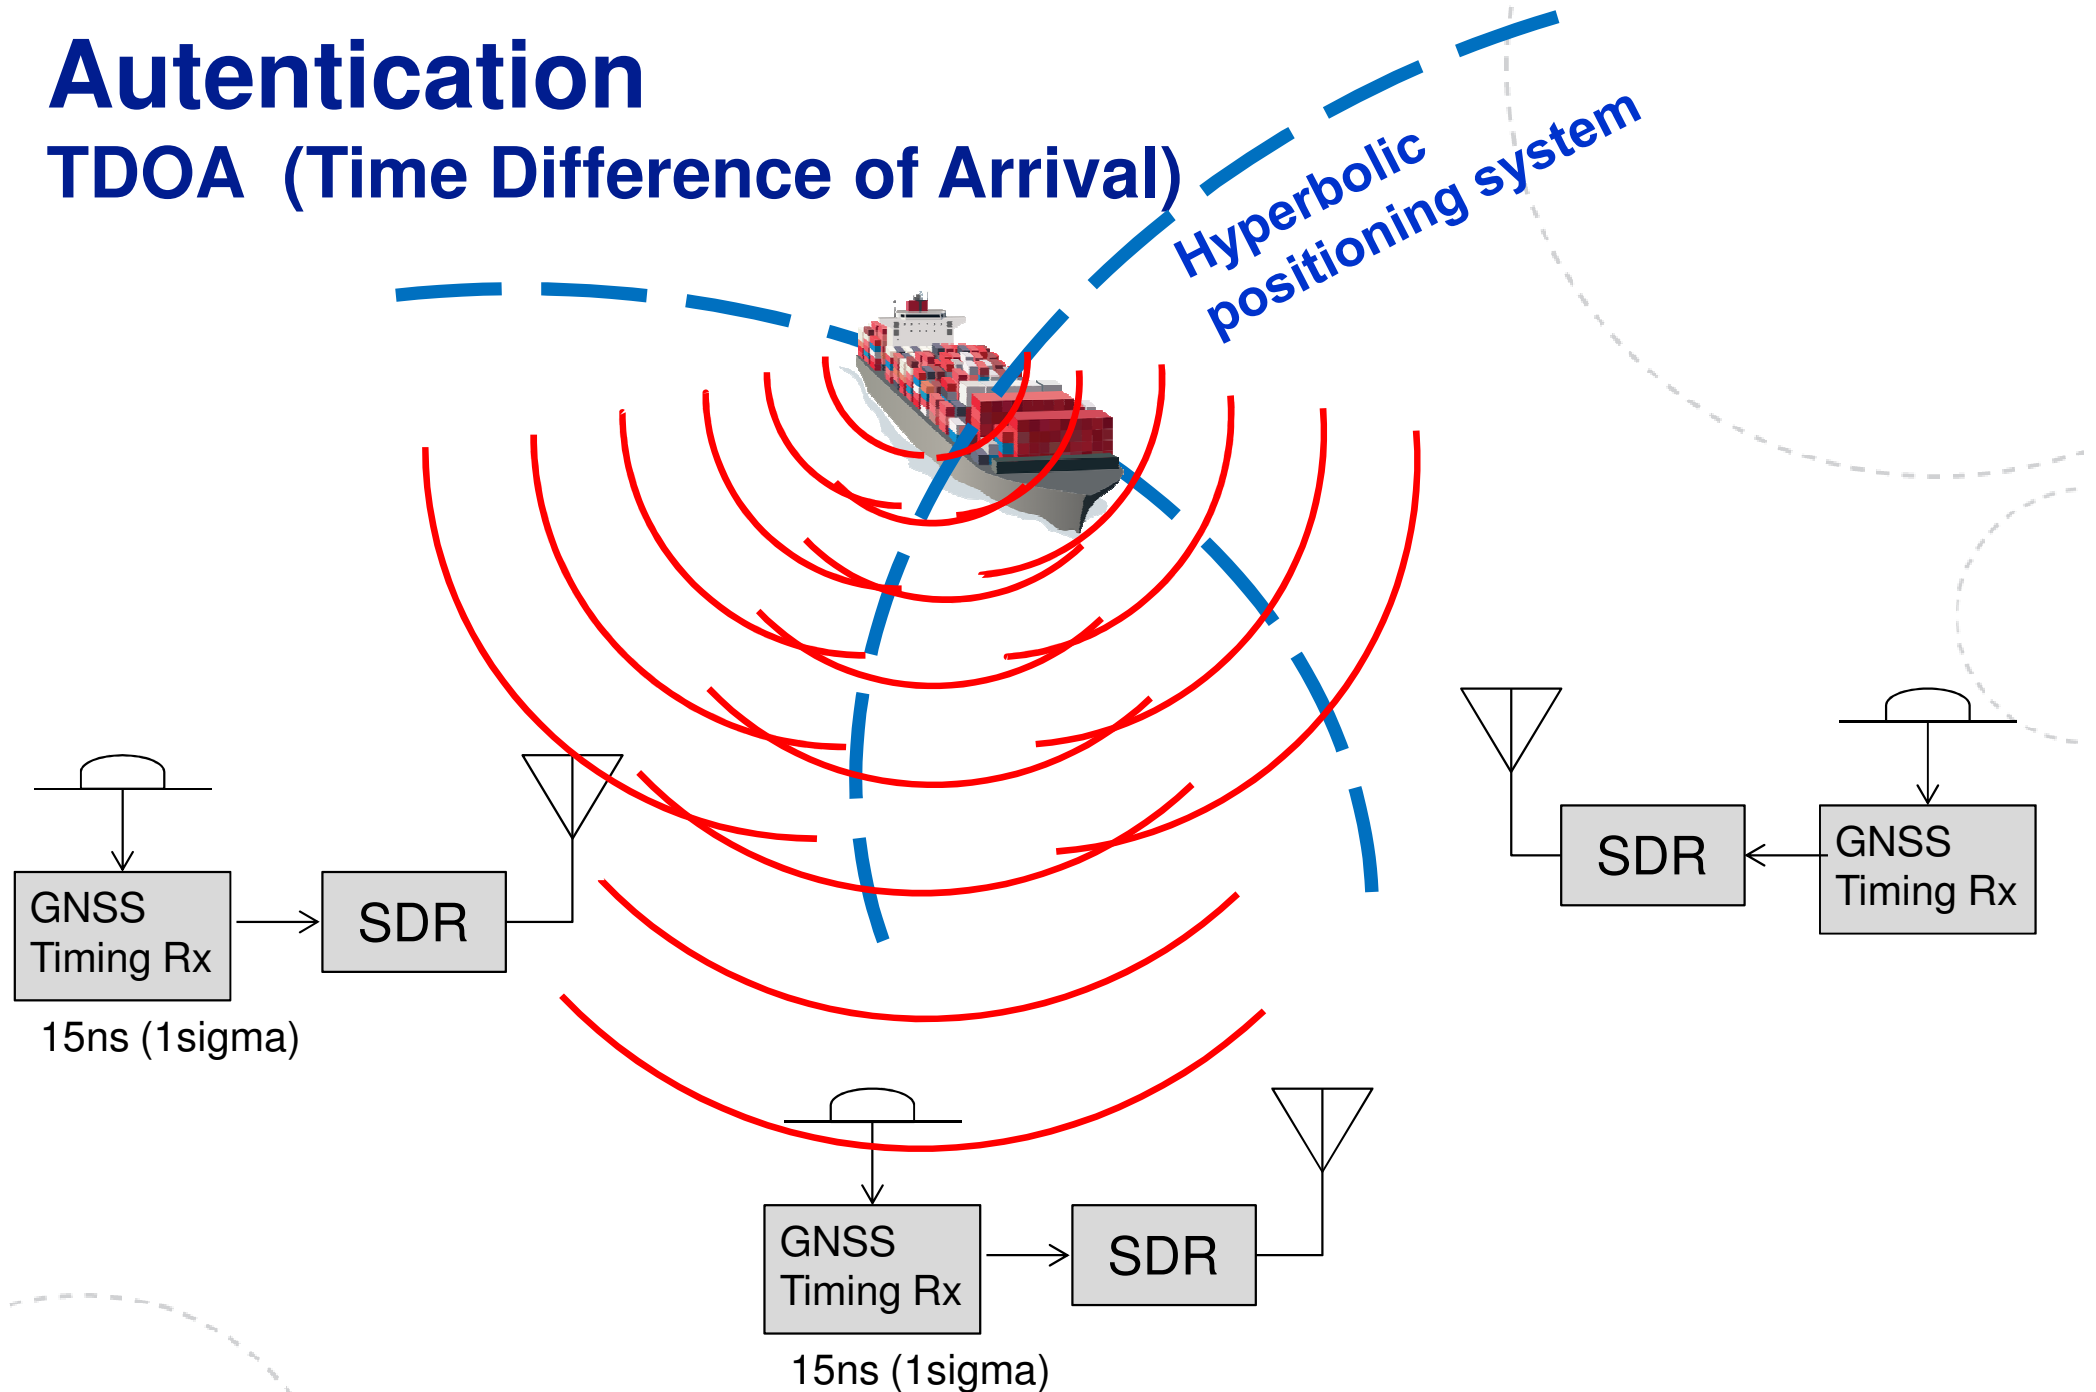 Autentication
TDOA (Time Difference of Arrival)
Hyperbolic
positioning system
GNSS
Timing Rx
SDR
15ns (1sigma)
SDR
GNSS
Timing Rx
GNSS
Timing Rx
SDR
15ns (1sigma)